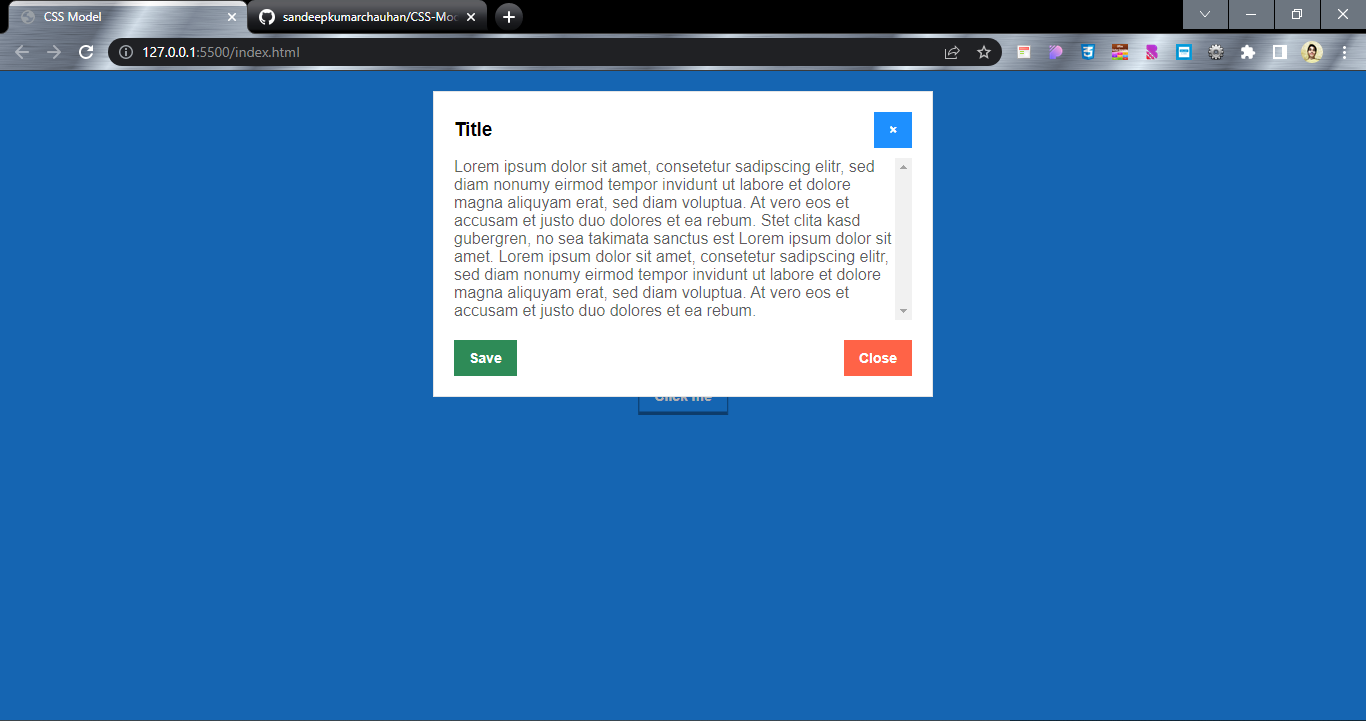 CSS Model
sandeepkumarchauhan/CSS-Mo
127.0.0.1:5500/index.html
Title
Lorem ipsum dolor sit amet, consetetur sadipscing elitr, sed
diam nonumy eirmod tempor invidunt ut labore et dolore
magna aliquyam erat, sed diam voluptua. At vero eos et
accusam et justo duo dolores et ea rebum. Stet clita kasd
gubergren, no sea takimata sanctus est Lorem ipsum dolor sit
amet. Lorem ipsum dolor sit amet, consetetur sadipscing elitr,
sed diam nonumy eirmod tempor invidunt ut labore et dolore
magna aliquyam erat, sed diam voluptua. At vero eos et
accusam et justo duo dolores et ea rebum.
Save
Close
Click me